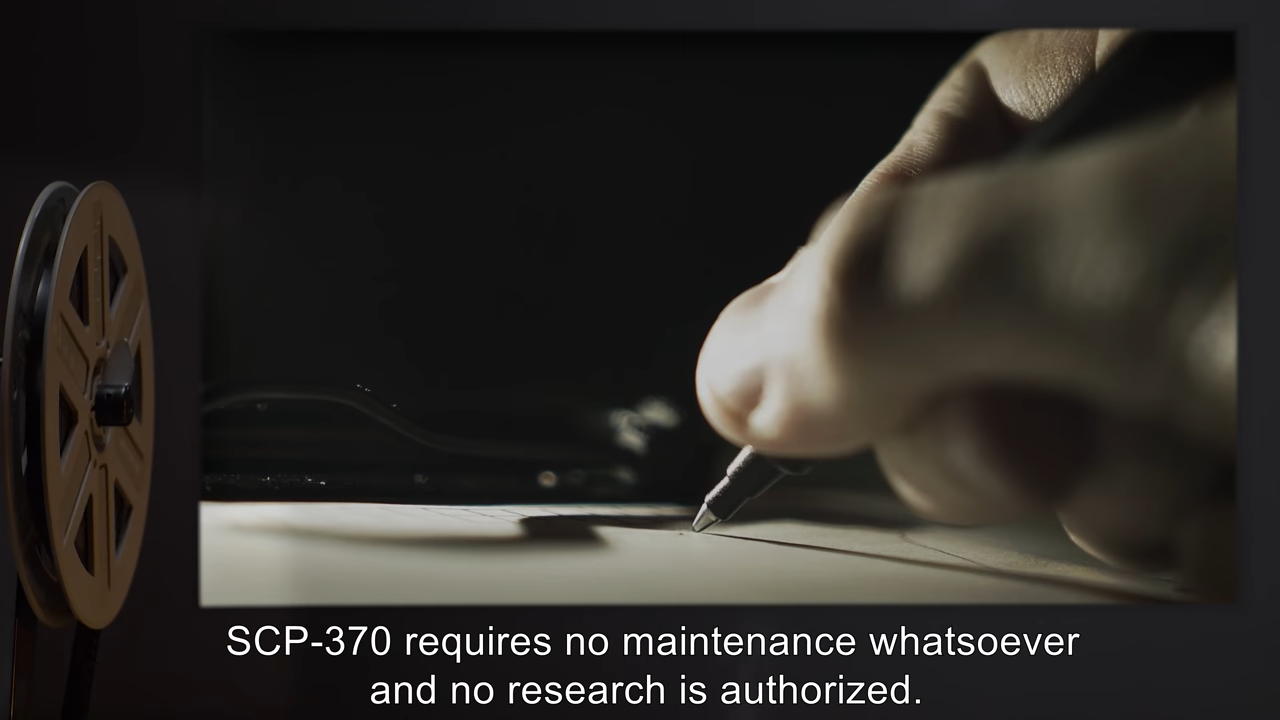 SCP-370 requires no maintenance whatsoever
and no research is authorized.